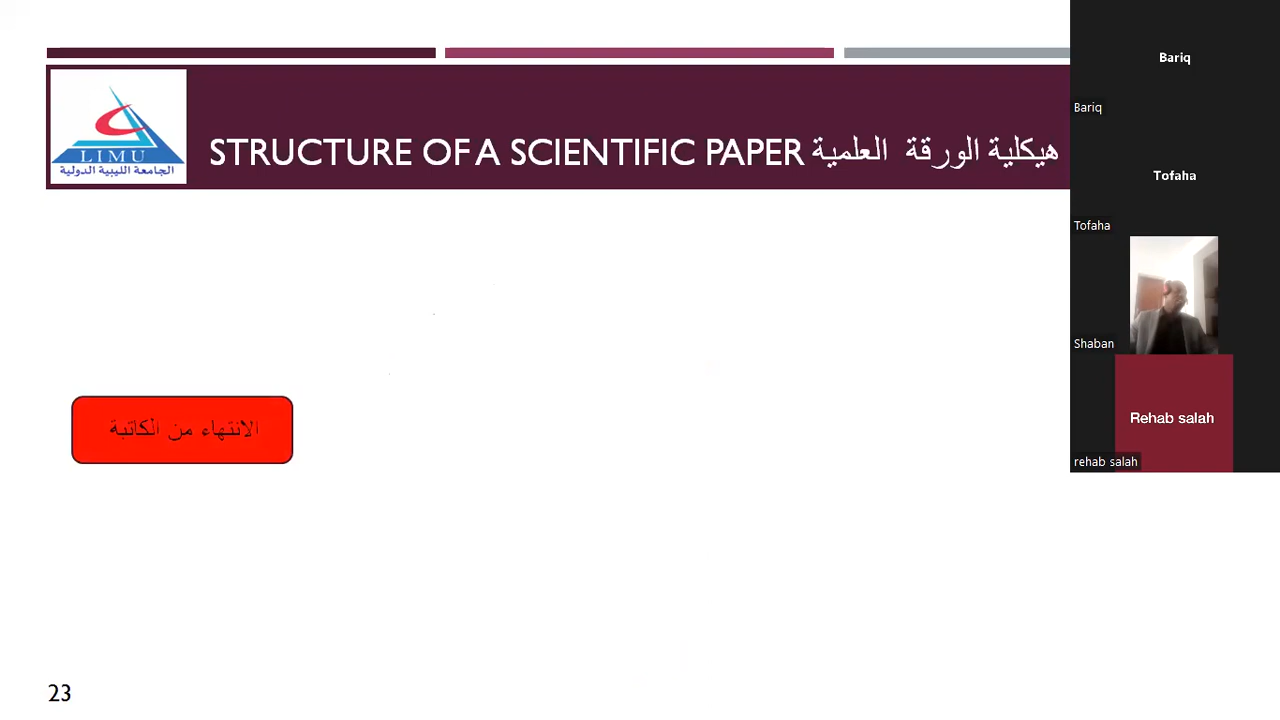 LIMU
الجامعة الليبية الدولية
STRUCTURE OF A SCIENTIFIC PAPER هيكلية الورقة العلمية
الانتهاء من الكاتبة
23
Bariq
Bariq
Tofaha
Tofaha
Shaban
Rehab salah
rehab salah